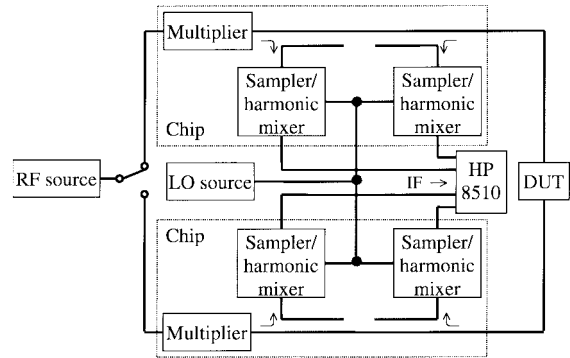 Multiplier
Sampler/
harmonic
mixer
Sampler/
harmonic
mixer
Chip
RF source
LO source
IF →
HP
8510
DUT
Chip
Sampler/
harmonic
mixer
Sampler/
harmonic
mixer
Multiplier